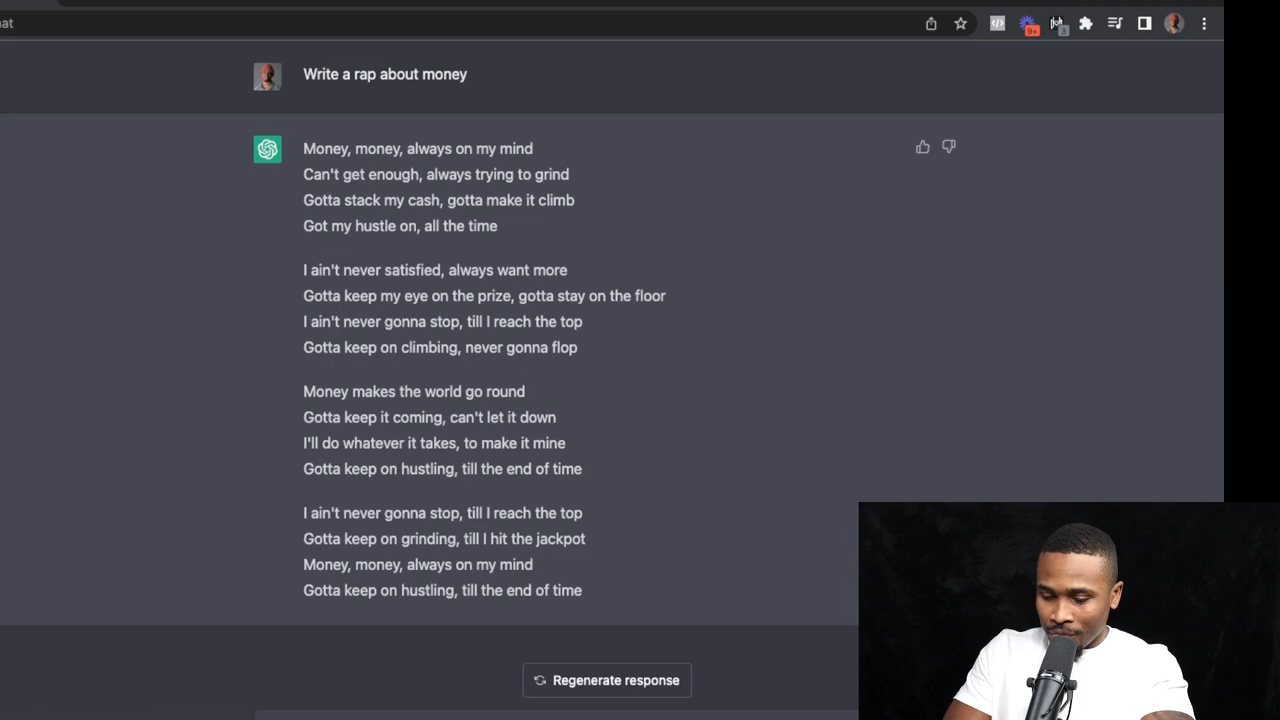 nat
9+
3
Write a rap about money
Money, money, always on my mind
Can't get enough, always trying to grind
Gotta stack my cash, gotta make it climb
Got my hustle on, all the time
I ain't never satisfied, always want more
Gotta keep my eye on the prize, gotta stay on the floor
I ain't never gonna stop, till I reach the top
Gotta keep on climbing, never gonna flop
Money makes the world go round
Gotta keep it coming, can't let it down
I'll do whatever it takes, to make it mine
Gotta keep on hustling, till the end of time
I ain't never gonna stop, till I reach the top
Gotta keep on grinding, till I hit the jackpot
Money, money, always on my mind
Gotta keep on hustling, till the end of time
Regenerate response